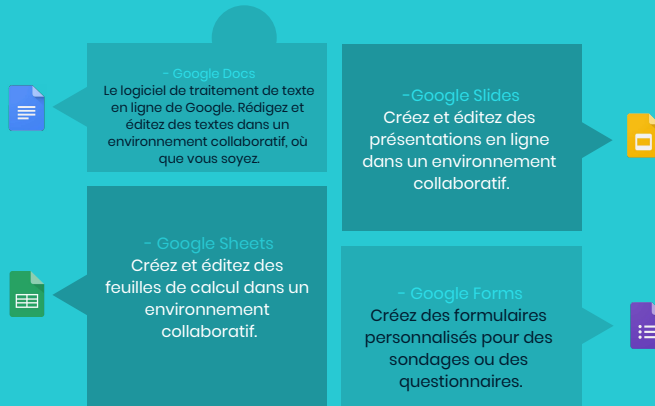 - Google Docs
Le logiciel de traitement de texte
en ligne de Google. Rédigez et
éditez des textes dans un
environnement collaboratif, où
que vous soyez.
-Google Slides
Créez et éditez des
présentations en ligne
dans un environnement
collaboratif.
- Google Sheets
Créez et éditez des
feuilles de calcul dans un
environnement
collaboratif.
- Google Forms
Créez des formulaires
personnalisés pour des
sondages ou des
questionnaires.